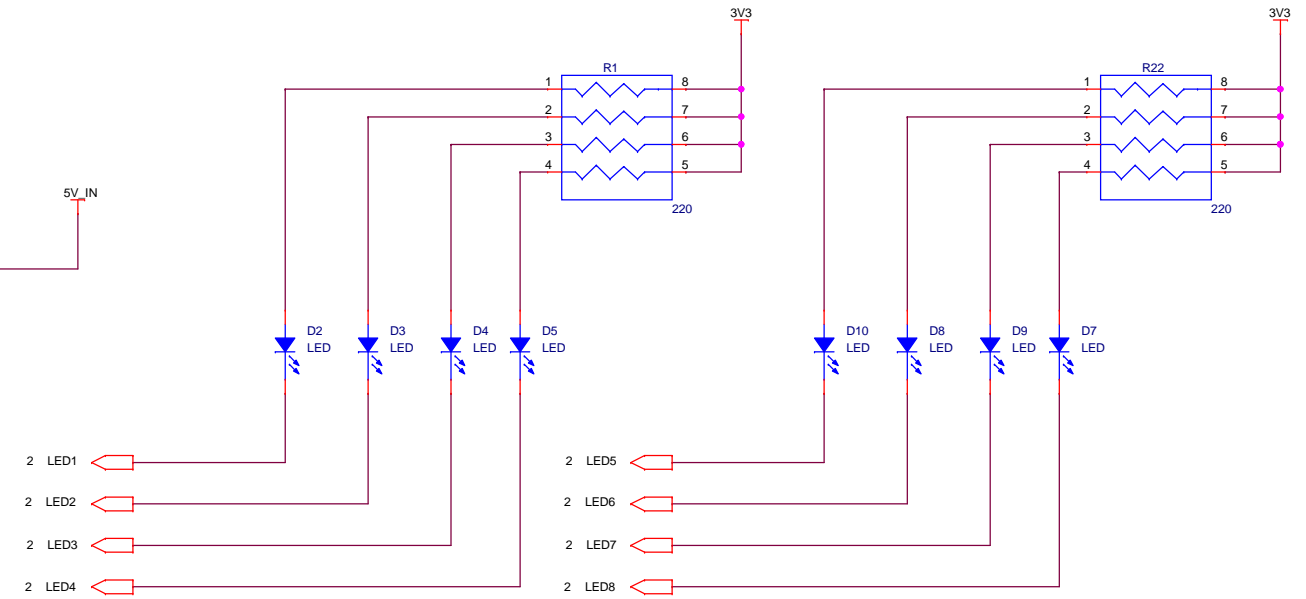 3V3
3V3
R1
R22
1
8
1
8
2
7
2
7
3
6
3
6
4
5
4
5
5V_IN
220
220
D2
LED
D3
LED
D4
LED
D5
LED
D10
LED
D8
LED
D9
LED
D7
LED
2 LED1
2 LED5
2 LED2
2 LED6
2 LED3
2 LED7
2 LED4
2 LED8